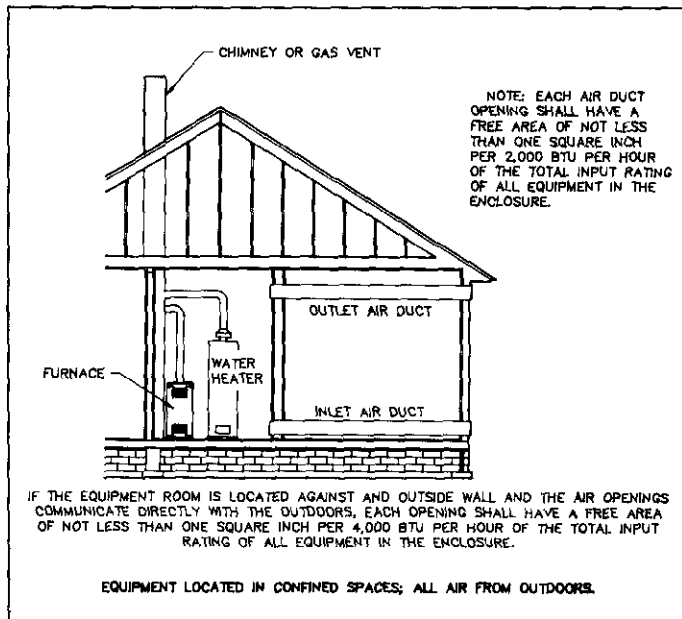 CHIMNEY OR GAS VENT
NOTE: EACH AIR DUCT
OPENING SHALL HAVE A
FREE AREA OF NOT LESS
THAN ONE SQUARE INCH
PER 2,000 BTU PER HOUR
OF THE TOTAL INPUT RATING
OF ALL EQUIPMENT IN THE
ENCLOSURE.
OUTLET AIR DUCT
WATER
HEATER
FURNACE
INLET AIR DUCT
IF THE EQUIPMENT ROOM IS LOCATED AGAINST AND OUTSIDE WALL AND THE AIR OPENINGS
COMMUNICATE DIRECTLY WITH THE OUTDOORS, EACH OPENING SHALL HAVE A FREE AREA
OF NOT LESS THAN ONE SQUARE INCH PER 4,000 BTU PER HOUR OF THE TOTAL INPUT
RATING OF ALL EQUIPMENT IN THE ENCLOSURE.
EQUIPMENT LOCATED IN CONFINED SPACES; ALL AIR FROM OUTDOORS.